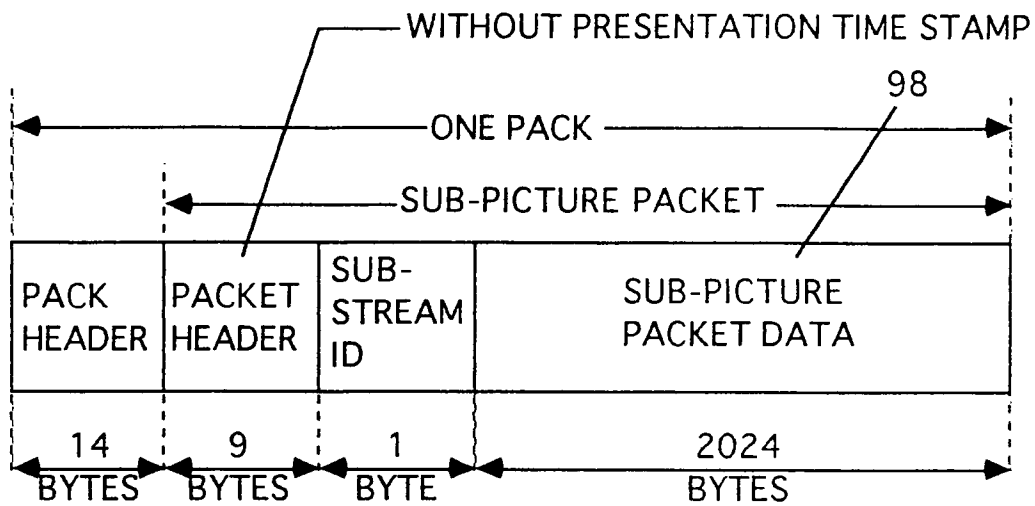 WITHOUT PRESENTATION TIME STAMP
98
ONE PACK
SUB-PICTURE PACKET
PACK
HEADER
PACKET
HEADER
SUB-
STREAM
ID
SUB-PICTURE
PACKET DATA
14
BYTES
9
BYTES
1
BYTE
2024
BYTES